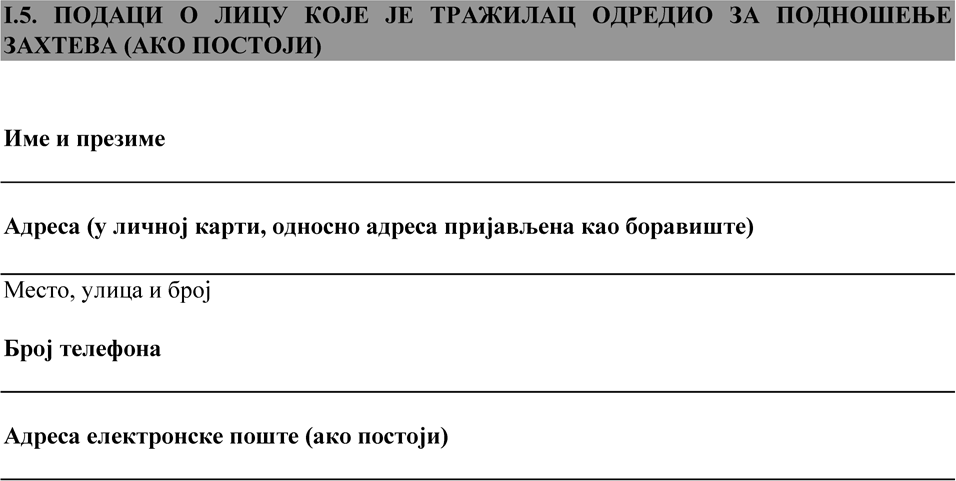 I.5. ПОДАЦИ О ЛИЦУ КОЈЕ ЈЕ ТРАЖИЛАЦ ОДРЕДИО ЗА ПОДНОШЕЊЕ
ЗАХТЕВА (АКО ПОСТОЈИ)
Име и презиме
Адреса (у личној карти, односно адреса пријављена као боравиште)
Место, улица и број
Број телефона
Адреса електронске поште (ако постоји)